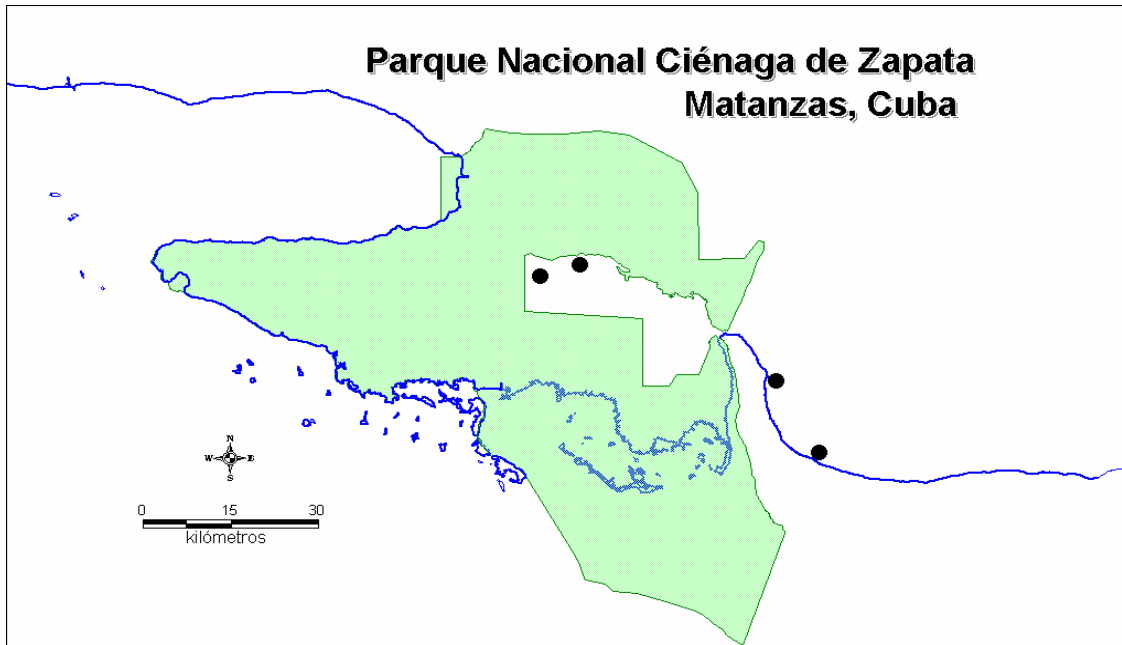 Parque Nacional Ciénaga de Zapata
Matanzas, Cuba
N
W E
S
0 15 30
kilómetros